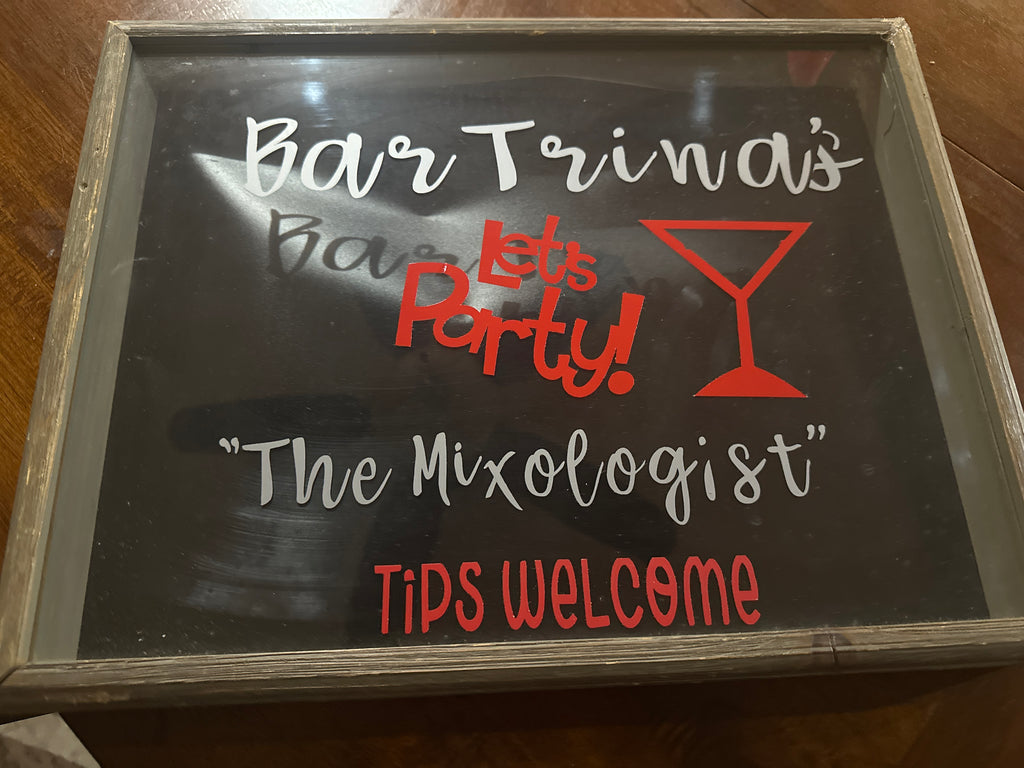 Bar Trina's
Let's
Party!
"The Mixologist"
TiPS WeLCOMe